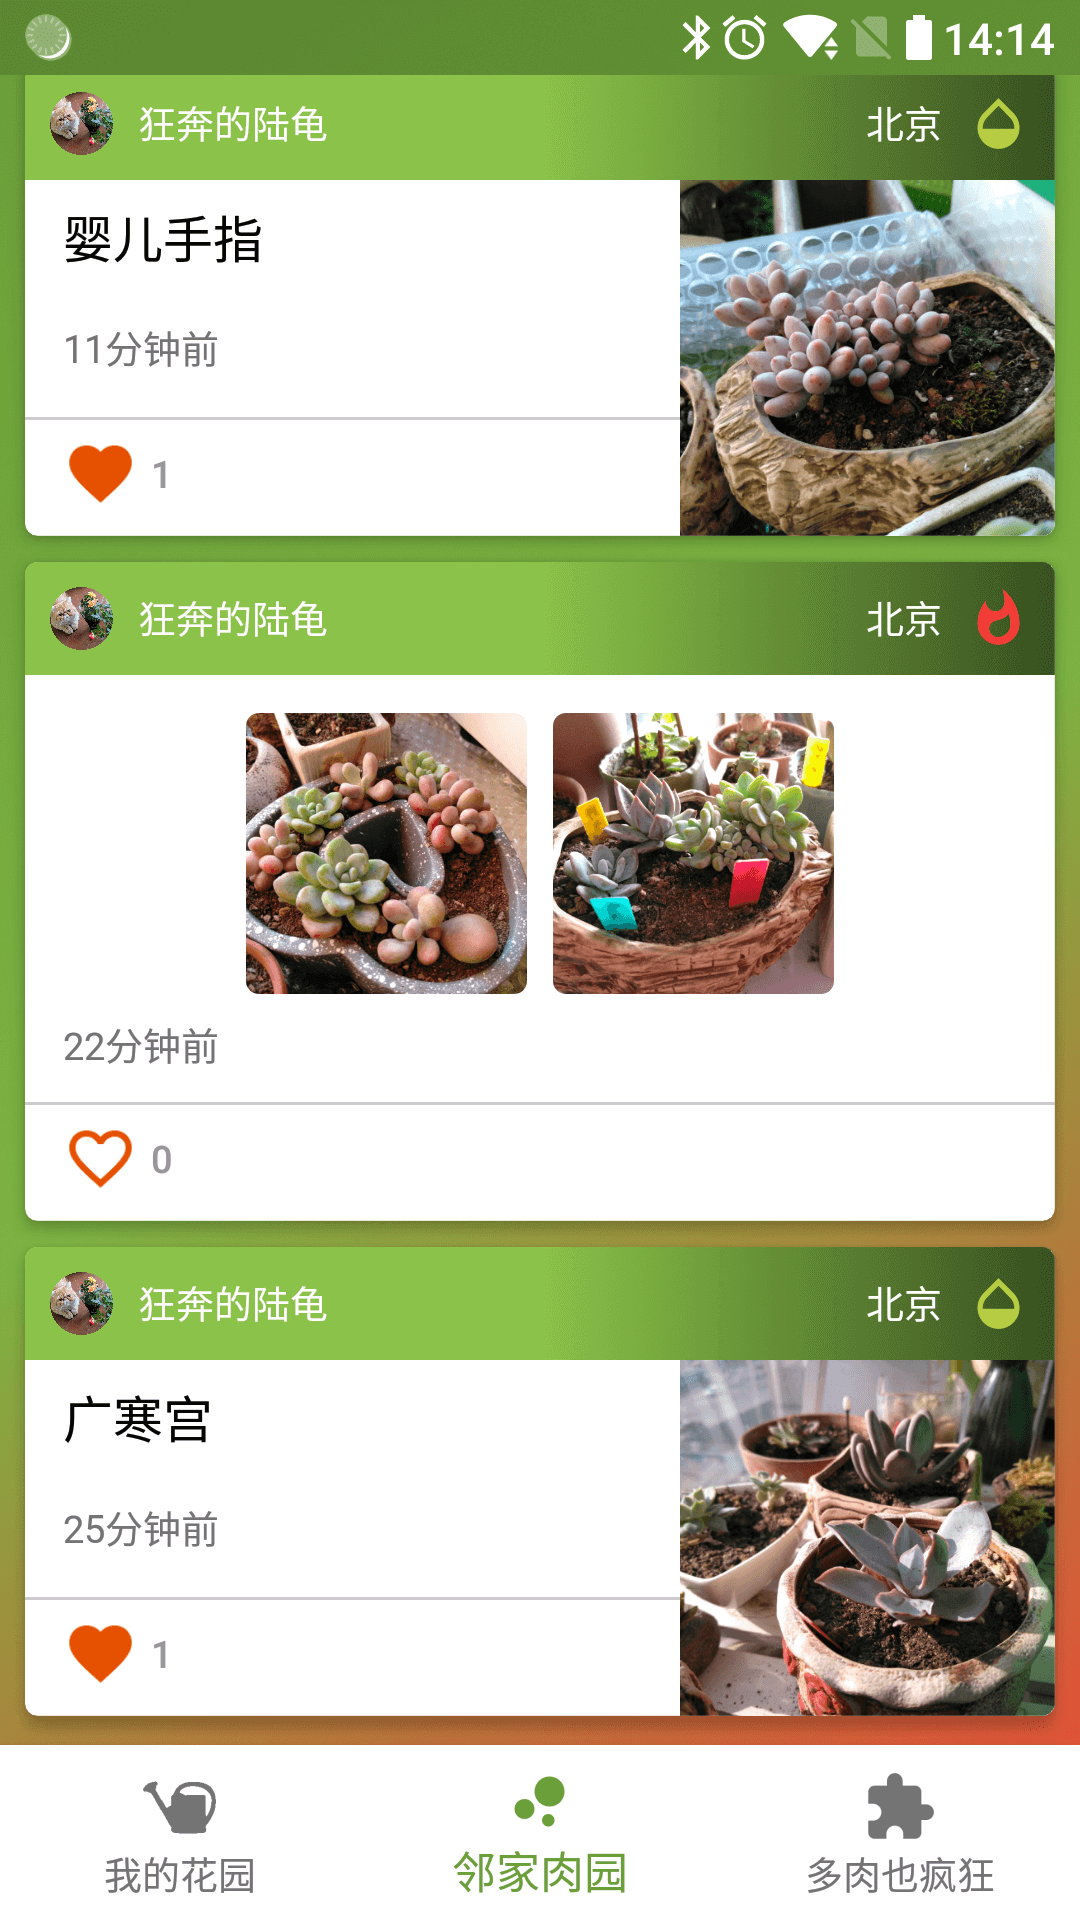 14:14
狂奔的陆龟 北京
婴儿手指
11分钟前
1
狂奔的陆龟 北京
22分钟前
0
狂奔的陆龟 北京
广寒宫
25分钟前
1
我的花园 邻家肉园 多肉也疯狂